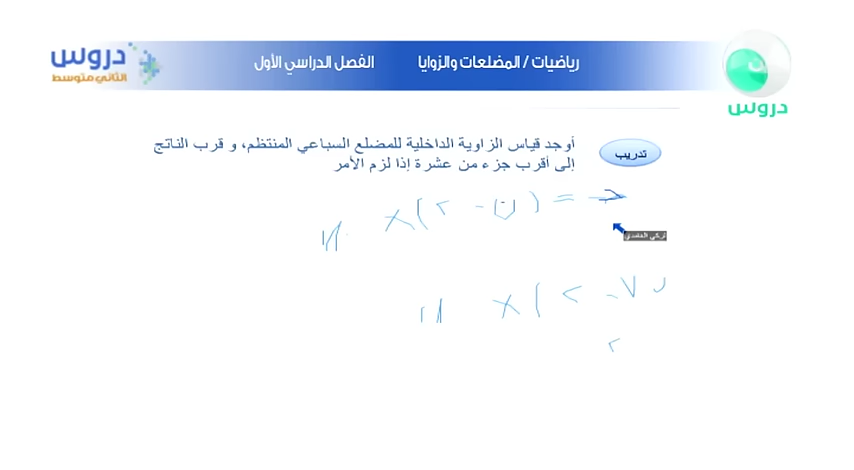 دروس
الثاني متوسط
رياضيات / المضلعات والزوايا الفصل الدراسي الأول
دروس
تدريب
أوجد قياس الزاوية الداخلية للمضلع السباعي المنتظم، و قرب الناتج
إلى أقرب جزء من عشرة إذا لزم الأمر
= (ن - ٢) ×